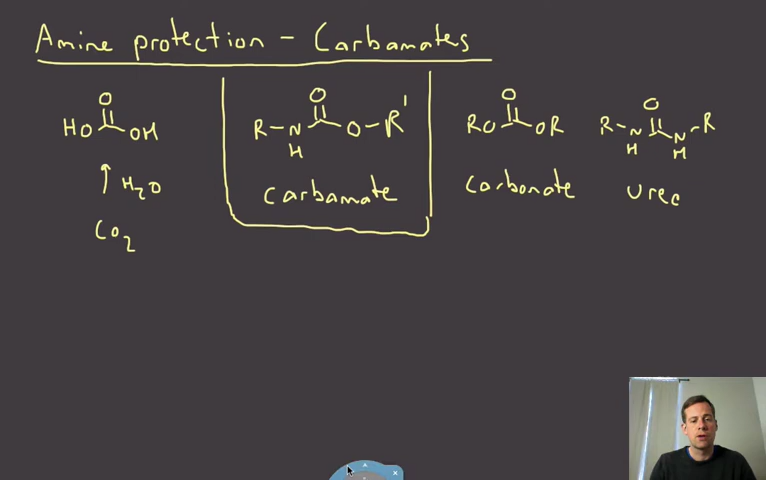 Amine protection - Carbamates
O O O O
HO OH R-N O-R' RO OR R N N R
H H H
H2O carbamate carbonate urea
CO2